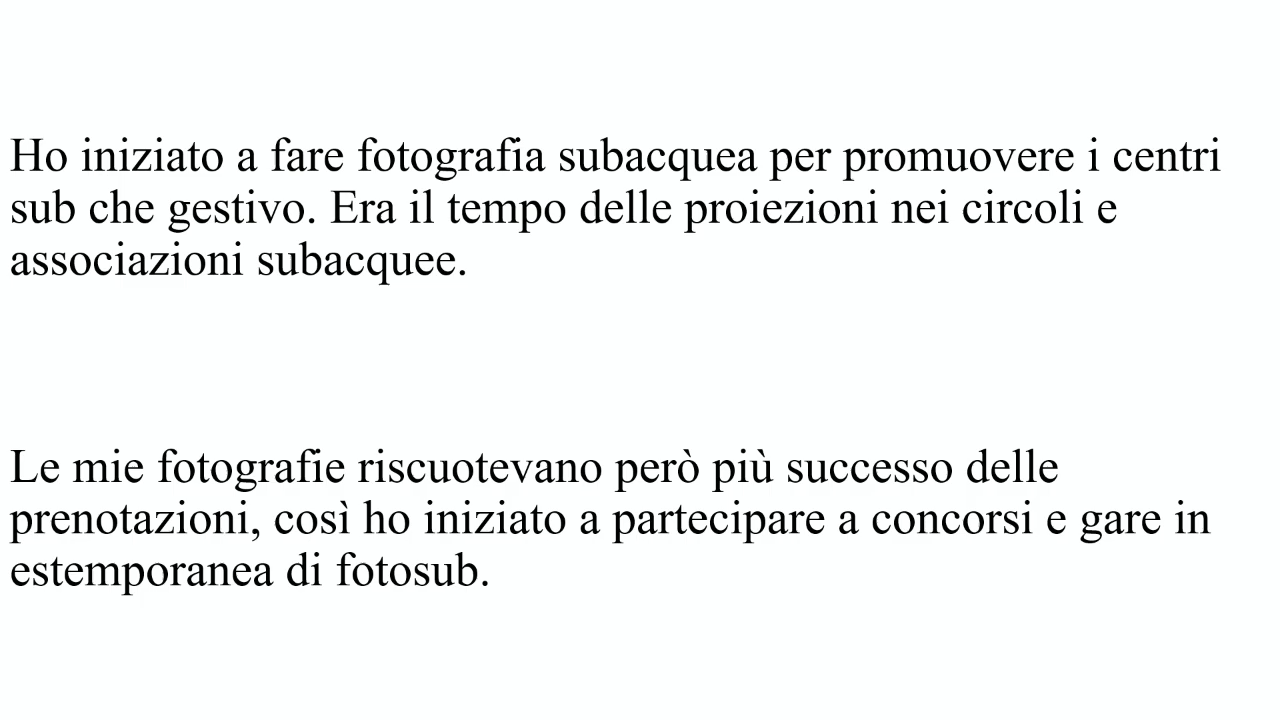 Ho iniziato a fare fotografia subacquea per promuovere i centri
sub che gestivo. Era il tempo delle proiezioni nei circoli e
associazioni subacquee.
Le mie fotografie riscuotevano però più successo delle
prenotazioni, così ho iniziato a partecipare a concorsi e gare in
estemporanea di fotosub.